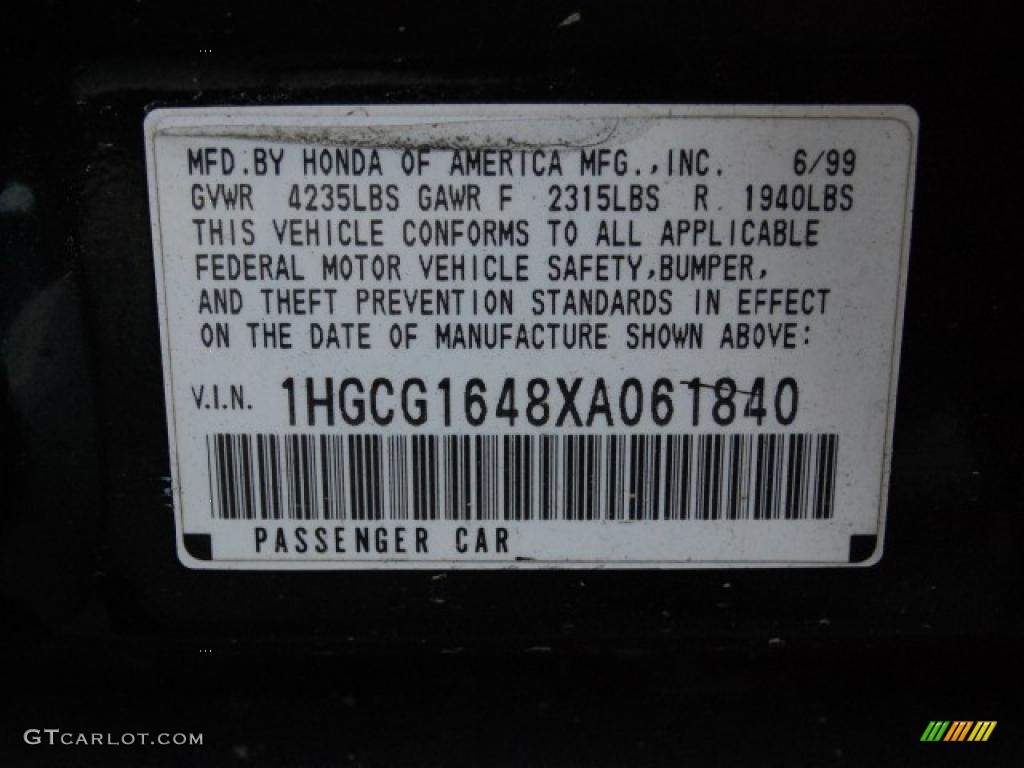 MFD.BY HONDA OF AMERICA MFG.,INC. 6/99
GVWR 4235LBS GAWR F 2315LBS R 1940LBS
THIS VEHICLE CONFORMS TO ALL APPLICABLE
FEDERAL MOTOR VEHICLE SAFETY,BUMPER,
AND THEFT PREVENTION STANDARDS IN EFFECT
ON THE DATE OF MANUFACTURE SHOWN ABOVE:
V.I.N. 1HGCG1648XA061840
PASSENGER CAR
GTCARLOT.COM